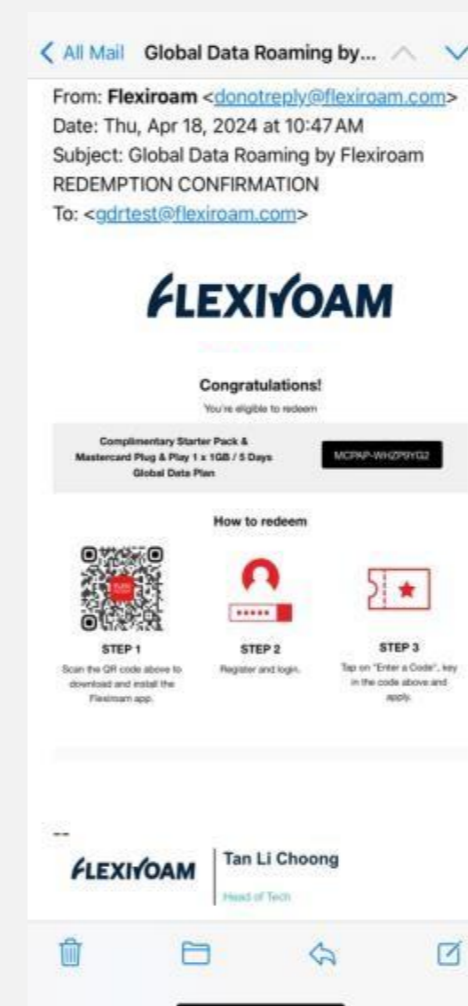 All Mail Global Data Roaming by...
From: Flexiroam <donotreply@flexiroam.com>
Date: Thu, Apr 18, 2024 at 10:47 AM
Subject: Global Data Roaming by Flexiroam
REDEMPTION CONFIRMATION
To: <gdrtest@flexiroam.com>
FLEXIROAM
Congratulations!
You're eligible to redeem
Complimentary Starter Pack &
Mastercard Plug & Play 1 x 1GB / 5 Days
Global Data Plan
MCPAP-WHZP9YG2
How to redeem
STEP 1
Scan the QR code above to
download and install the
Flexiroam app.
STEP 2
Register and login.
STEP 3
Tap on "Enter a Code", key
in the code above and
apply.
--
FLEXIROAM
Tan Li Choong
Head of Tech